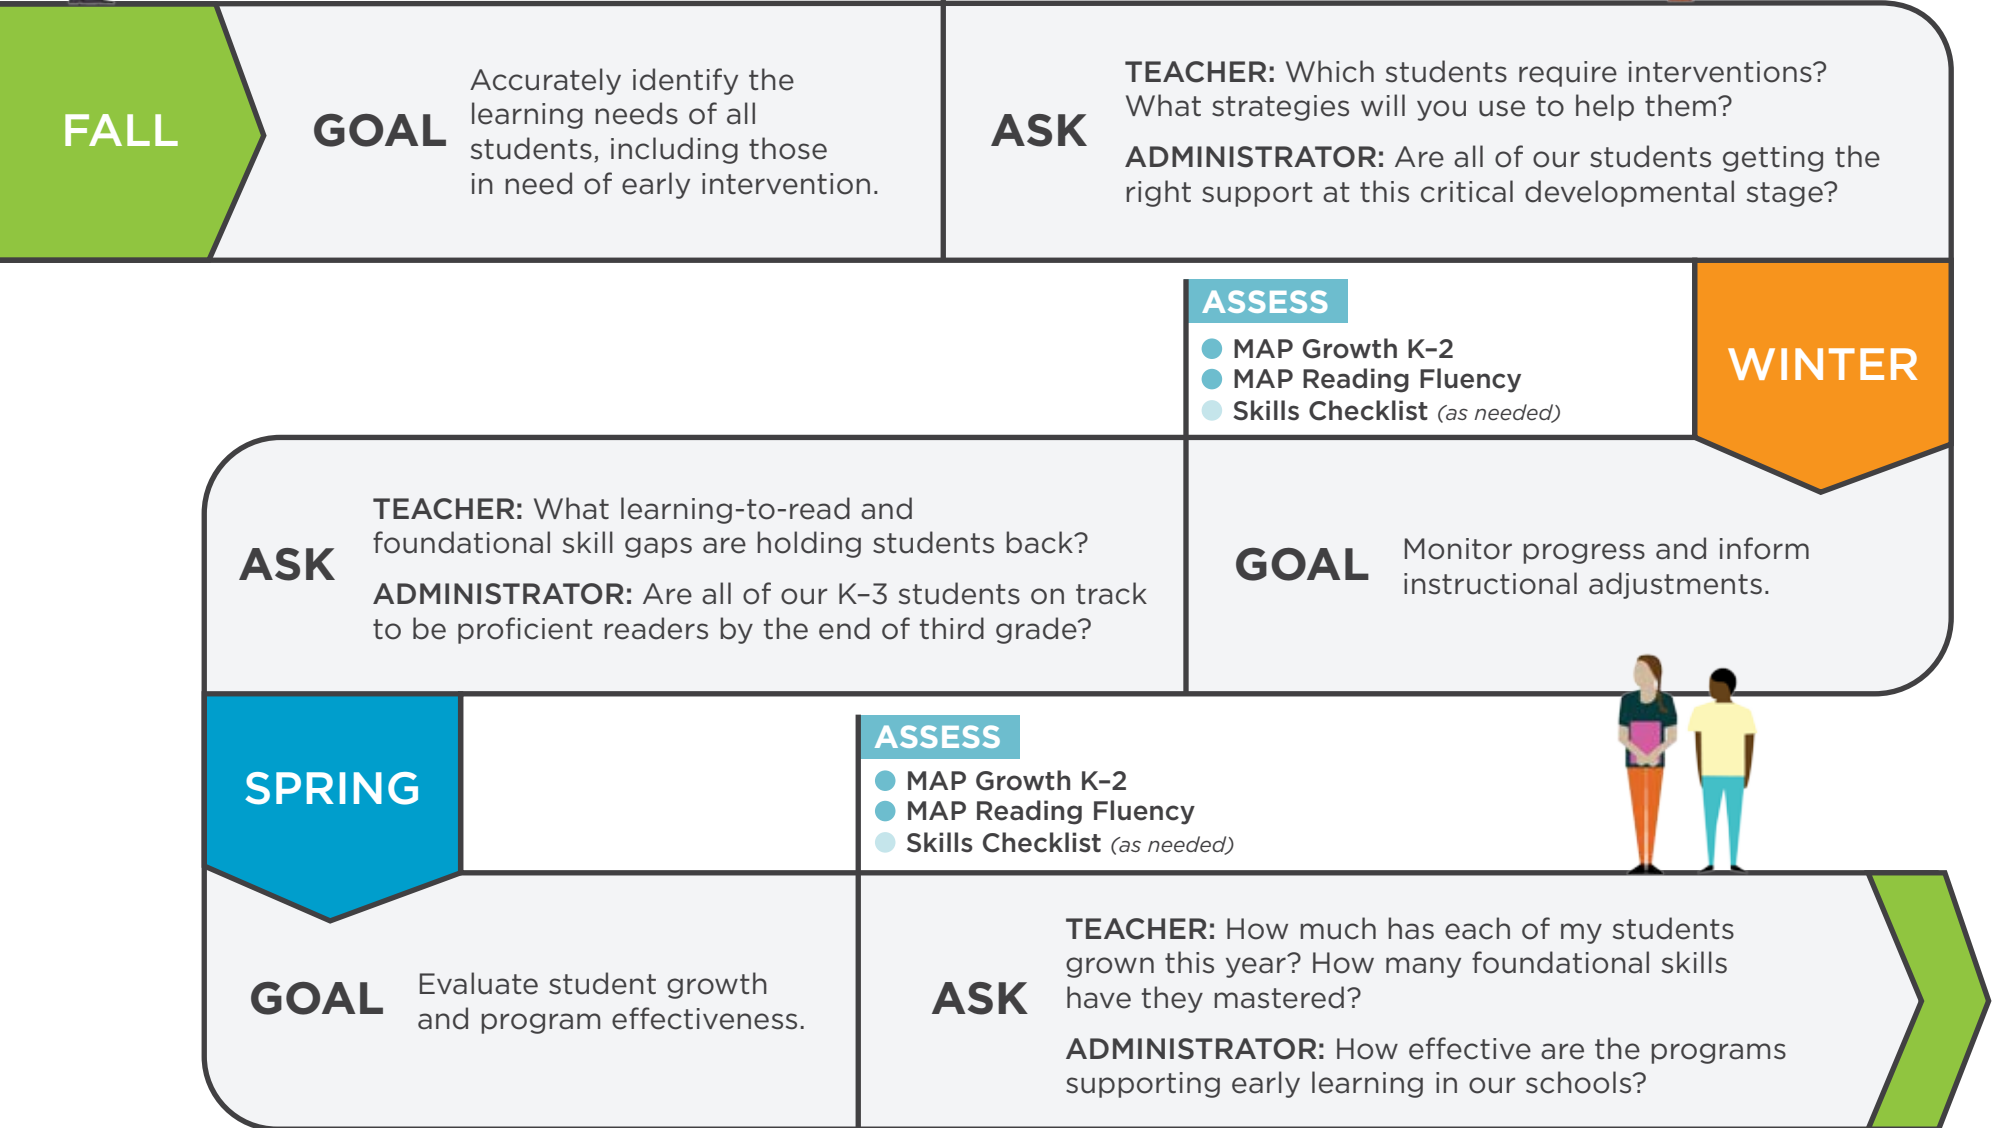 FALL
GOAL
Accurately identify the
learning needs of all
students, including those
in need of early intervention.
ASK
TEACHER: Which students require interventions?
What strategies will you use to help them?
ADMINISTRATOR: Are all of our students getting the
right support at this critical developmental stage?
WINTER
ASSESS
MAP Growth K–2
MAP Reading Fluency
Skills Checklist (as needed)
GOAL
Monitor progress and inform
instructional adjustments.
ASK
TEACHER: What learning-to-read and
foundational skill gaps are holding students back?
ADMINISTRATOR: Are all of our K–3 students on track
to be proficient readers by the end of third grade?
SPRING
ASSESS
MAP Growth K–2
MAP Reading Fluency
Skills Checklist (as needed)
GOAL
Evaluate student growth
and program effectiveness.
ASK
TEACHER: How much has each of my students
grown this year? How many foundational skills
have they mastered?
ADMINISTRATOR: How effective are the programs
supporting early learning in our schools?